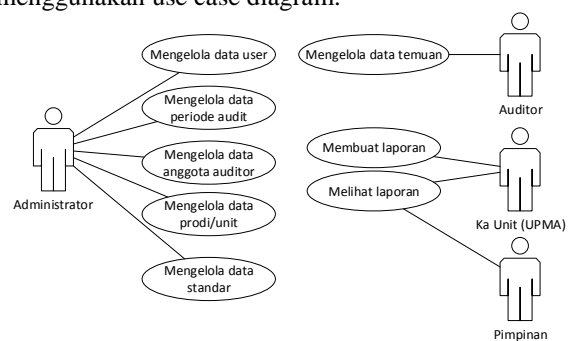 menggunakan use case diagram.
Mengelola data user
Mengelola data temuan
Auditor
Mengelola data
periode audit
Membuat laporan
Mengelola data
anggota auditor
Melihat laporan
Administrator
Ka Unit (UPMA)
Mengelola data
prodi/unit
Mengelola data
standar
Pimpinan